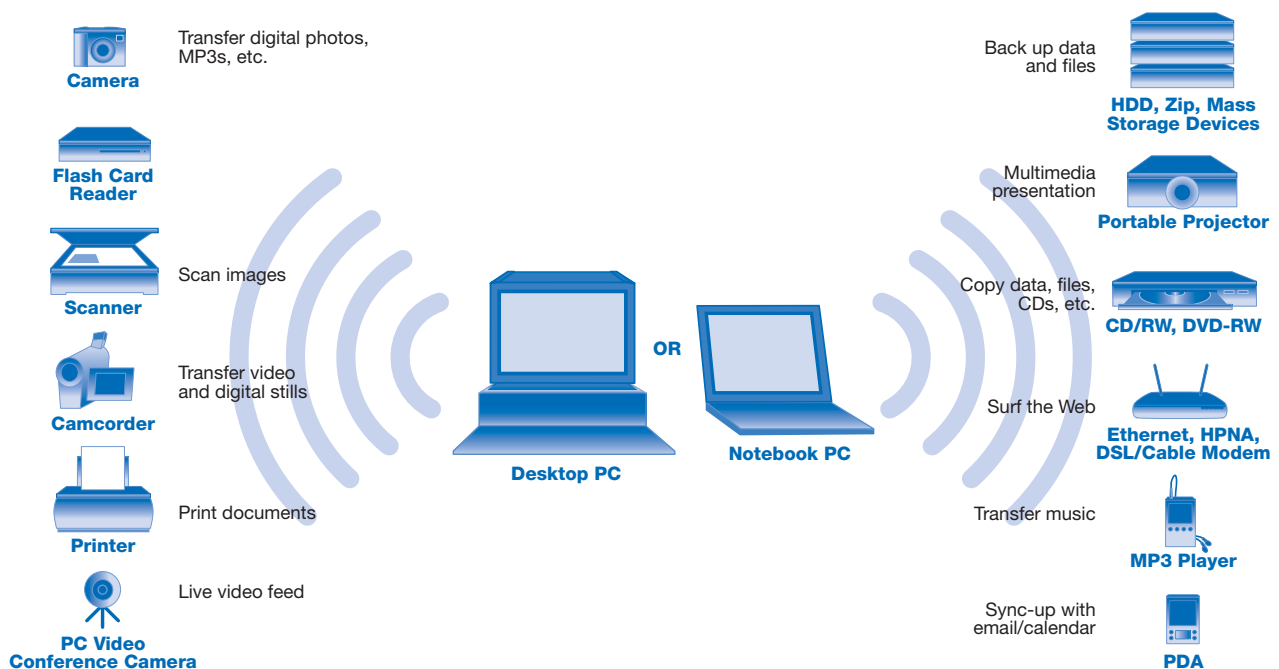 Transfer digital photos,
MP3s, etc.
Camera
Flash Card
Reader
Scan images
Scanner
Transfer video
and digital stills
Camcorder
Print documents
Printer
Live video feed
PC Video
Conference Camera
Desktop PC
OR
Notebook PC
Back up data
and files
HDD, Zip, Mass
Storage Devices
Multimedia
presentation
Portable Projector
Copy data, files,
CDs, etc.
CD/RW, DVD-RW
Surf the Web
Ethernet, HPNA,
DSL/Cable Modem
Transfer music
MP3 Player
Sync-up with
email/calendar
PDA